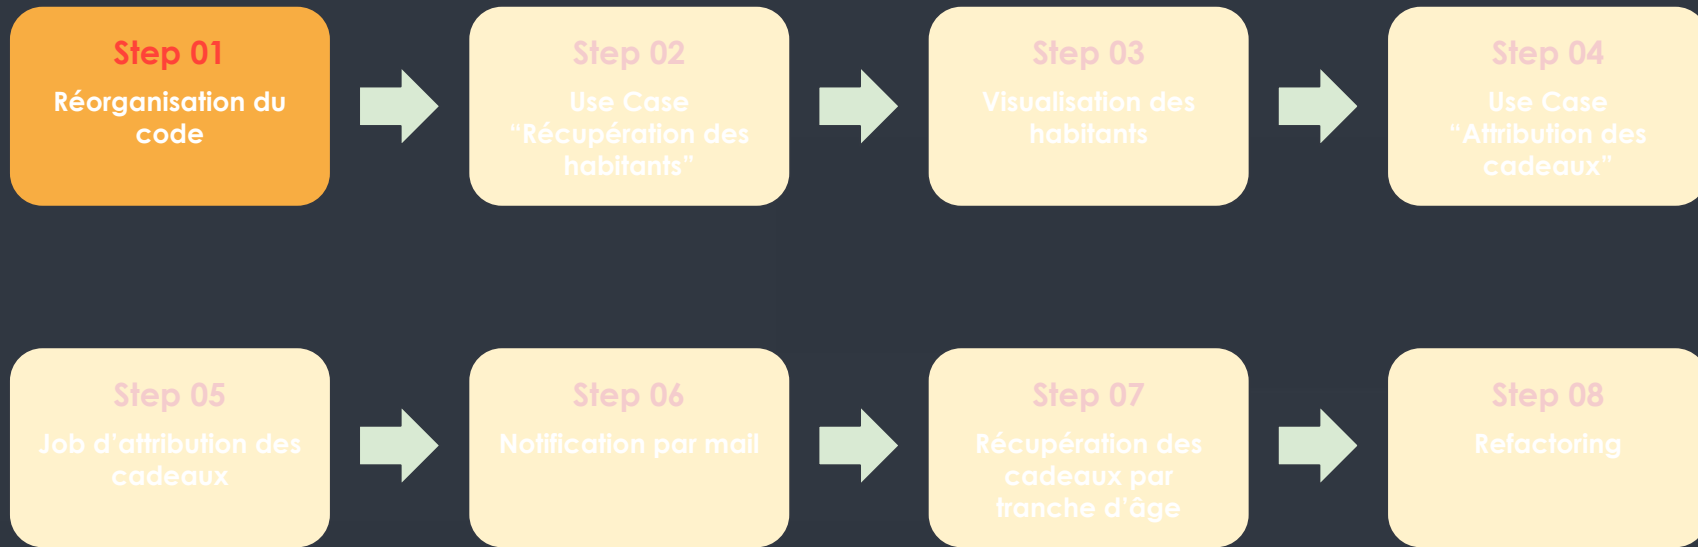 Step 01
Réorganisation du
code
Step 02
Use Case
“Récupération des
habitants”
Step 03
Visualisation des
habitants
Step 04
Use Case
“Attribution des
cadeaux”
Step 05
Job d’attribution des
cadeaux
Step 06
Notification par mail
Step 07
Récupération des
cadeaux par
tranche d’âge
Step 08
Refactoring